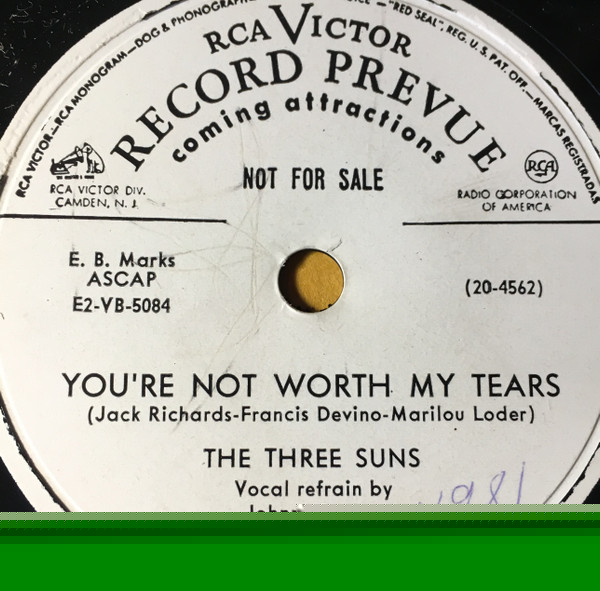 RCA VICTOR—RCA MONOGRAM—DOG & PHONOGRAPH
—"RED SEAL", REG. U. S. PAT. OFF.—MARCAS REGISTRADAS
RCA VICTOR
RECORD PREVUE
coming attractions
NOT FOR SALE
RCA VICTOR DIV.
CAMDEN, N. J.
RCA
RADIO CORPORATION
OF AMERICA
E. B. Marks
ASCAP
E2-VB-5084
(20-4562)
YOU'RE NOT WORTH MY TEARS
(Jack Richards-Francis Devino-Marilou Loder)
THE THREE SUNS
Vocal refrain by
1981